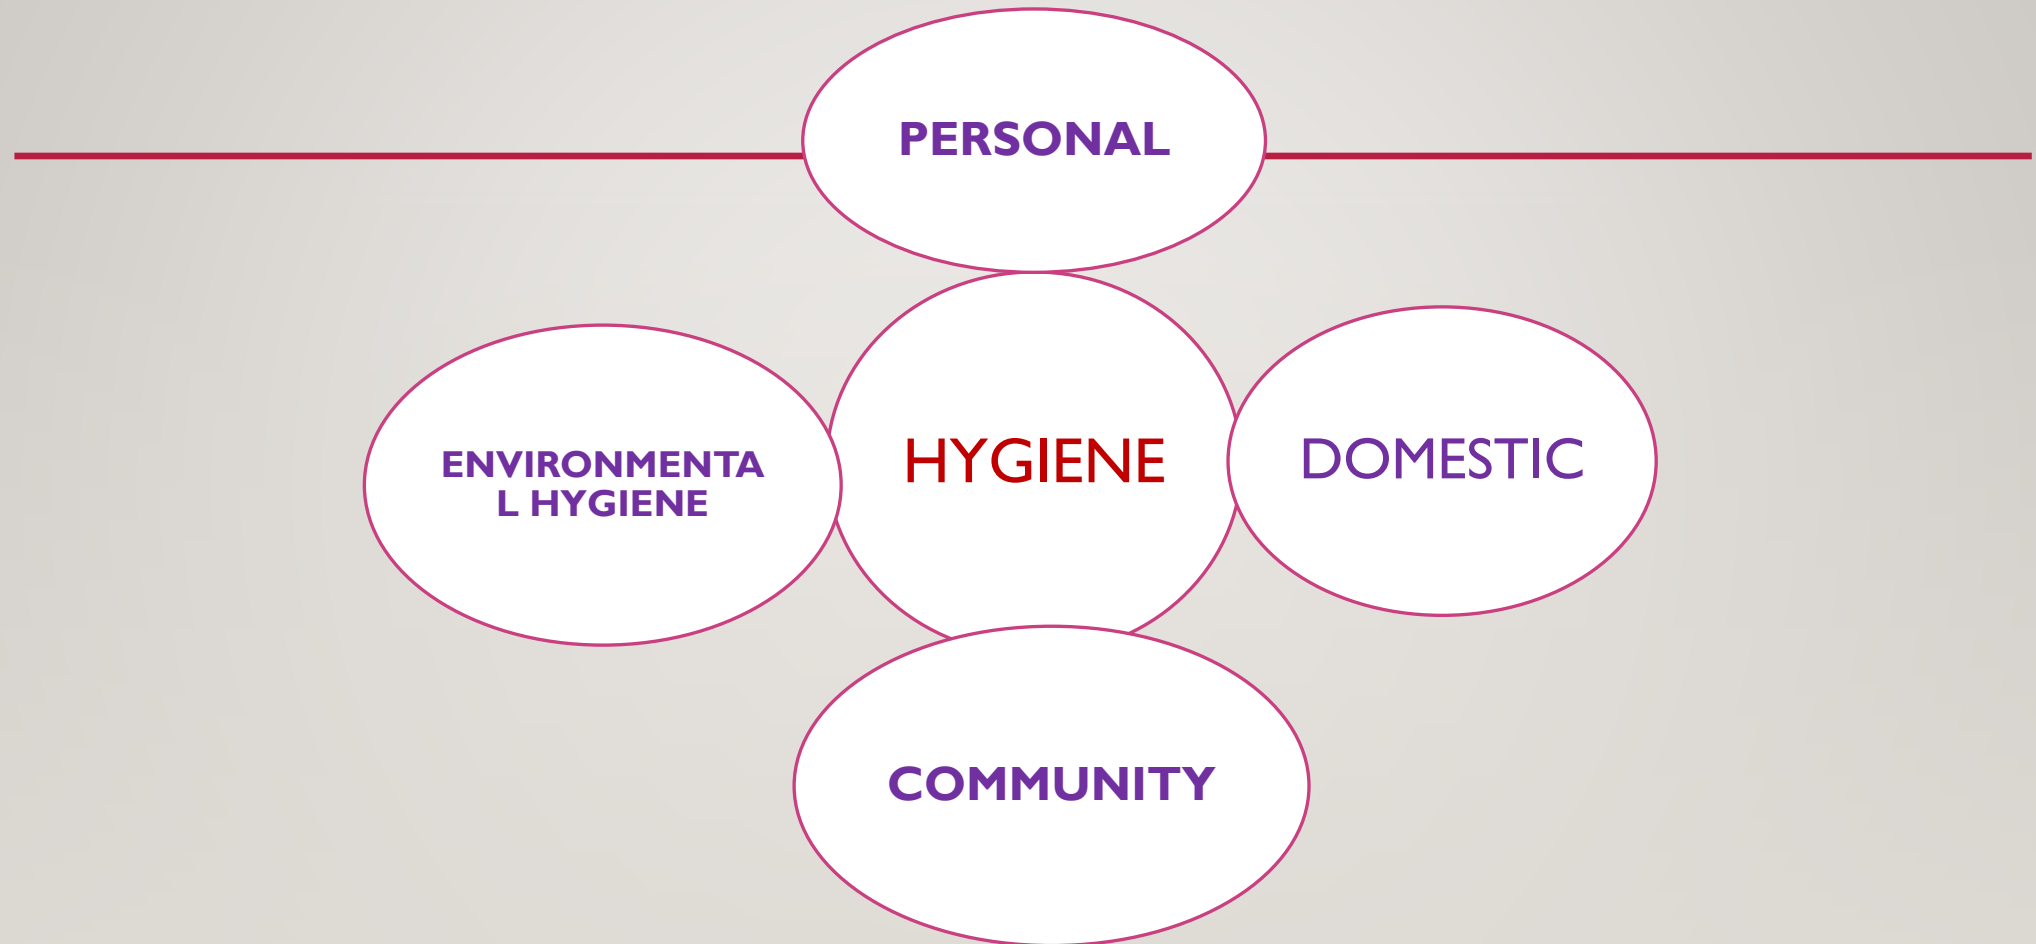 PERSONAL
ENVIRONMENTA
L HYGIENE
HYGIENE
DOMESTIC
COMMUNITY